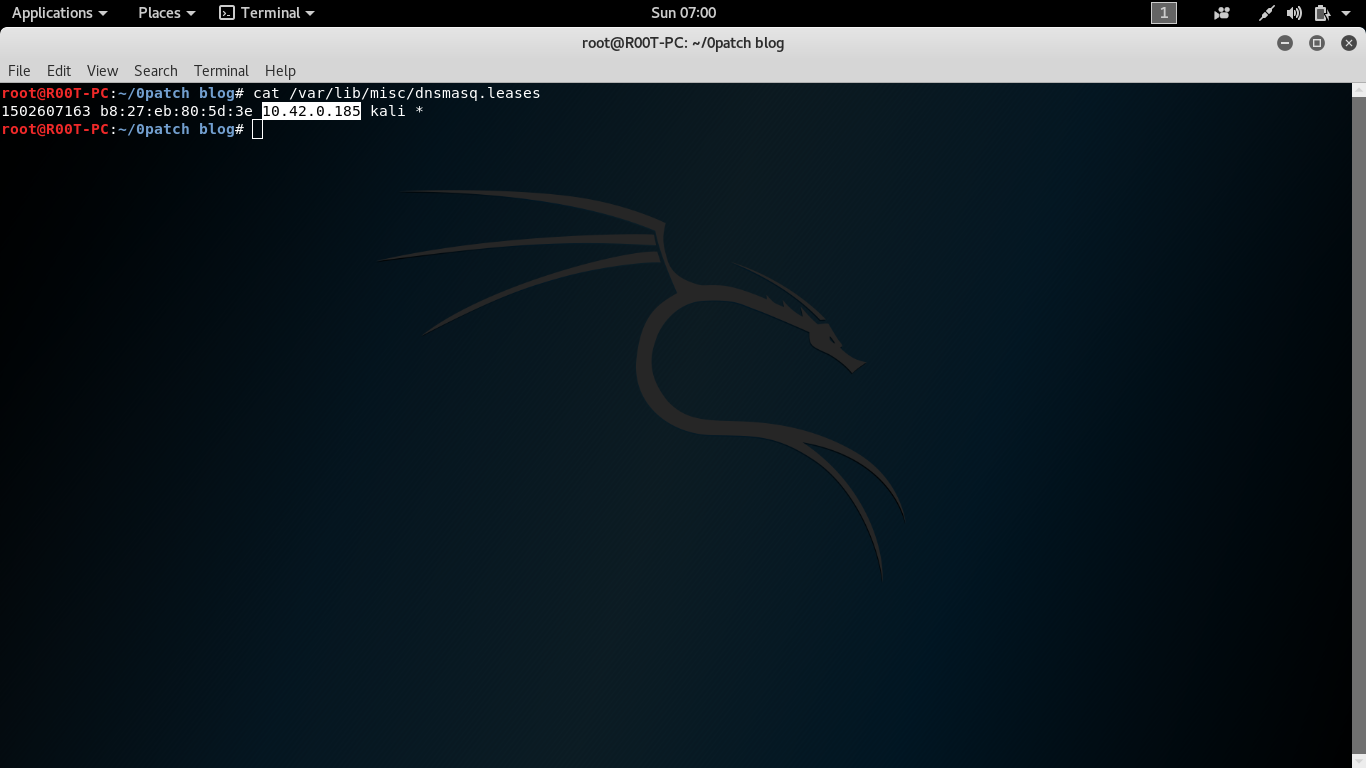 Applications Places Terminal Sun 07:00 1
root@R00T-PC: ~/0patch blog
File Edit View Search Terminal Help
root@R00T-PC:~/0patch blog# cat /var/lib/misc/dnsmasq.leases
1502607163 b8:27:eb:80:5d:3e 10.42.0.185 kali *
root@R00T-PC:~/0patch blog#